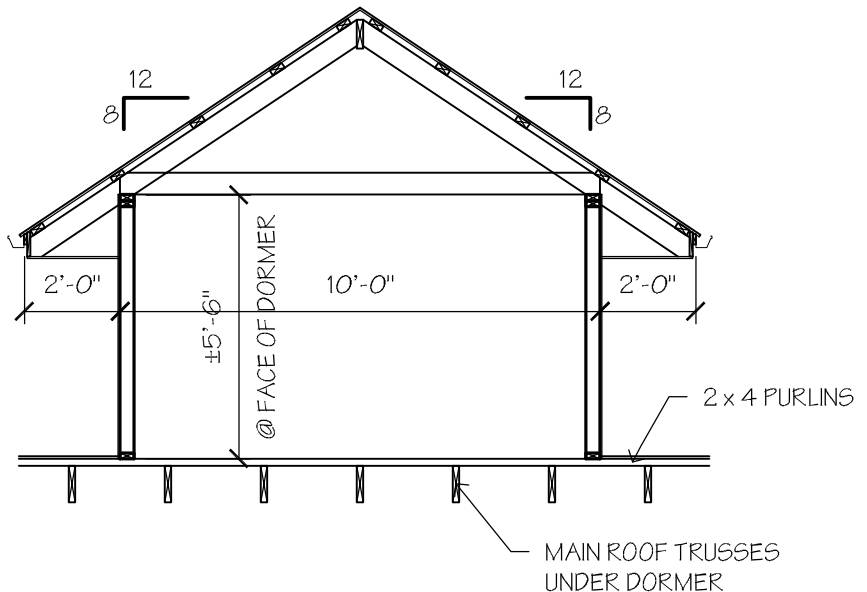 12
8
12
8
2'-0"
10'-0"
2'-0"
±5'-6"
@ FACE OF DORMER
2 x 4 PURLINS
MAIN ROOF TRUSSES
UNDER DORMER